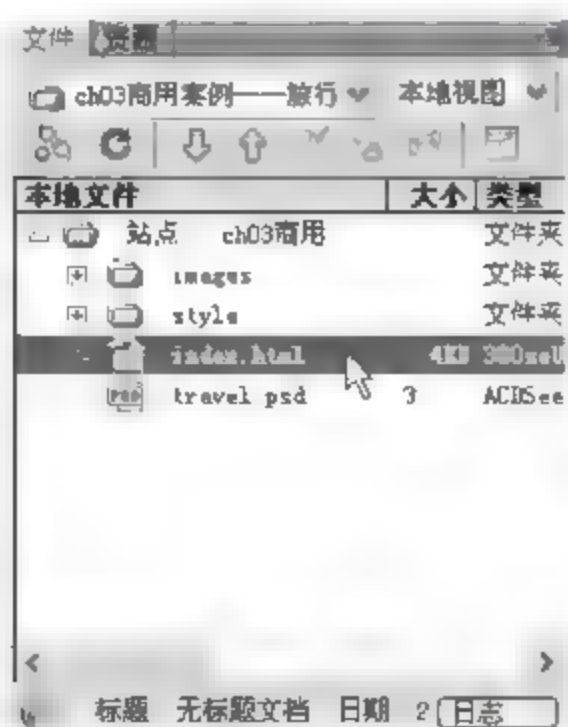 文件 资源
ch03商用案例——旅行 本地视图
本地文件 大小 类型
站点 ch03商用 文件夹
images 文件夹
style 文件夹
index.html 4KB 360seU
travel psd 3 ACDSee
标题 无标题文档 日期 2 日志